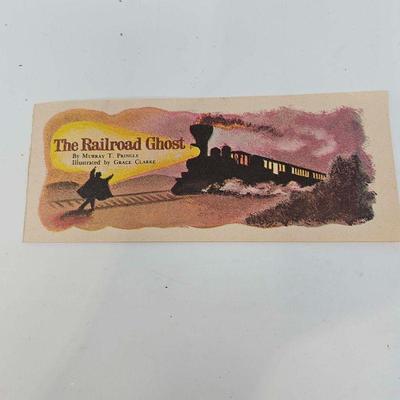 The Railroad Ghost
By Murray T. Pringle
Illustrated by Grace Clarke